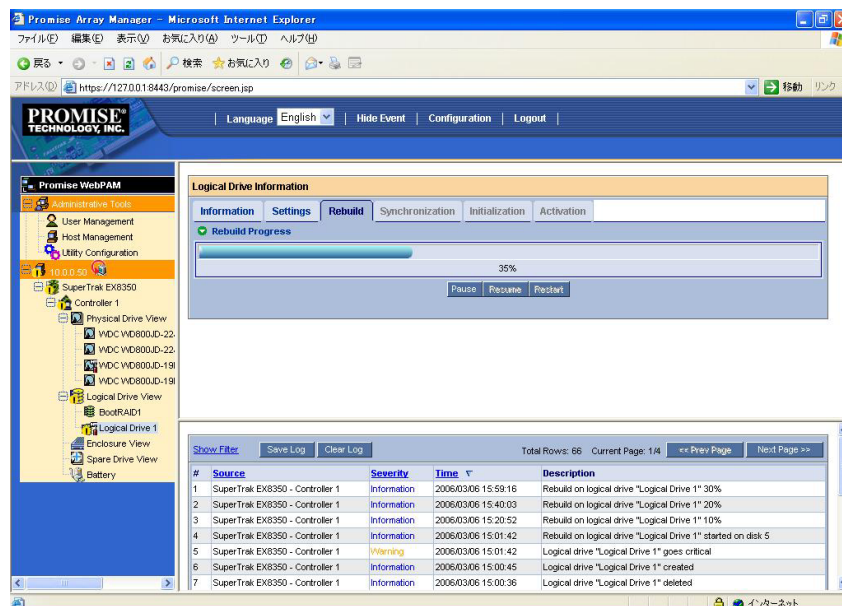 Promise Array Manager - Microsoft Internet Explorer
ファイル(F) 編集(E) 表示(V) お気に入り(A) ツール(T) ヘルプ(H)
戻る 検索 お気に入り
アドレス(D) https://127.0.0.1:8443/promise/screen.jsp 移動 リンク
PROMISE®
TECHNOLOGY, INC.
| Language English | Hide Event | Configuration | Logout |
Promise WebPAM
Administrative Tools
User Management
Host Management
Utility Configuration
10.0.0.50
SuperTrak EX8350
Controller 1
Physical Drive View
WDC WD800JD-22
WDC WD800JD-22
WDC WD800JD-19
WDC WD800JD-19
Logical Drive View
BootRAID1
Logical Drive 1
Enclosure View
Spare Drive View
Battery
Logical Drive Information
Information Settings Rebuild Synchronization Initialization Activation
Rebuild Progress
35%
Pause Resume Restart
Show Filter Save Log Clear Log Total Rows: 66 Current Page: 1/4 << Prev Page Next Page >>
# Source Severity Time Description
1 SuperTrak EX8350 - Controller 1 Information 2006/03/06 15:59:16 Rebuild on logical drive "Logical Drive 1" 30%
2 SuperTrak EX8350 - Controller 1 Information 2006/03/06 15:40:03 Rebuild on logical drive "Logical Drive 1" 20%
3 SuperTrak EX8350 - Controller 1 Information 2006/03/06 15:20:52 Rebuild on logical drive "Logical Drive 1" 10%
4 SuperTrak EX8350 - Controller 1 Information 2006/03/06 15:01:42 Rebuild on logical drive "Logical Drive 1" started on disk 5
5 SuperTrak EX8350 - Controller 1 Warning 2006/03/06 15:01:42 Logical drive "Logical Drive 1" goes critical
6 SuperTrak EX8350 - Controller 1 Information 2006/03/06 15:00:45 Logical drive "Logical Drive 1" created
7 SuperTrak EX8350 - Controller 1 Information 2006/03/06 15:00:36 Logical drive "Logical Drive 1" deleted
インターネット